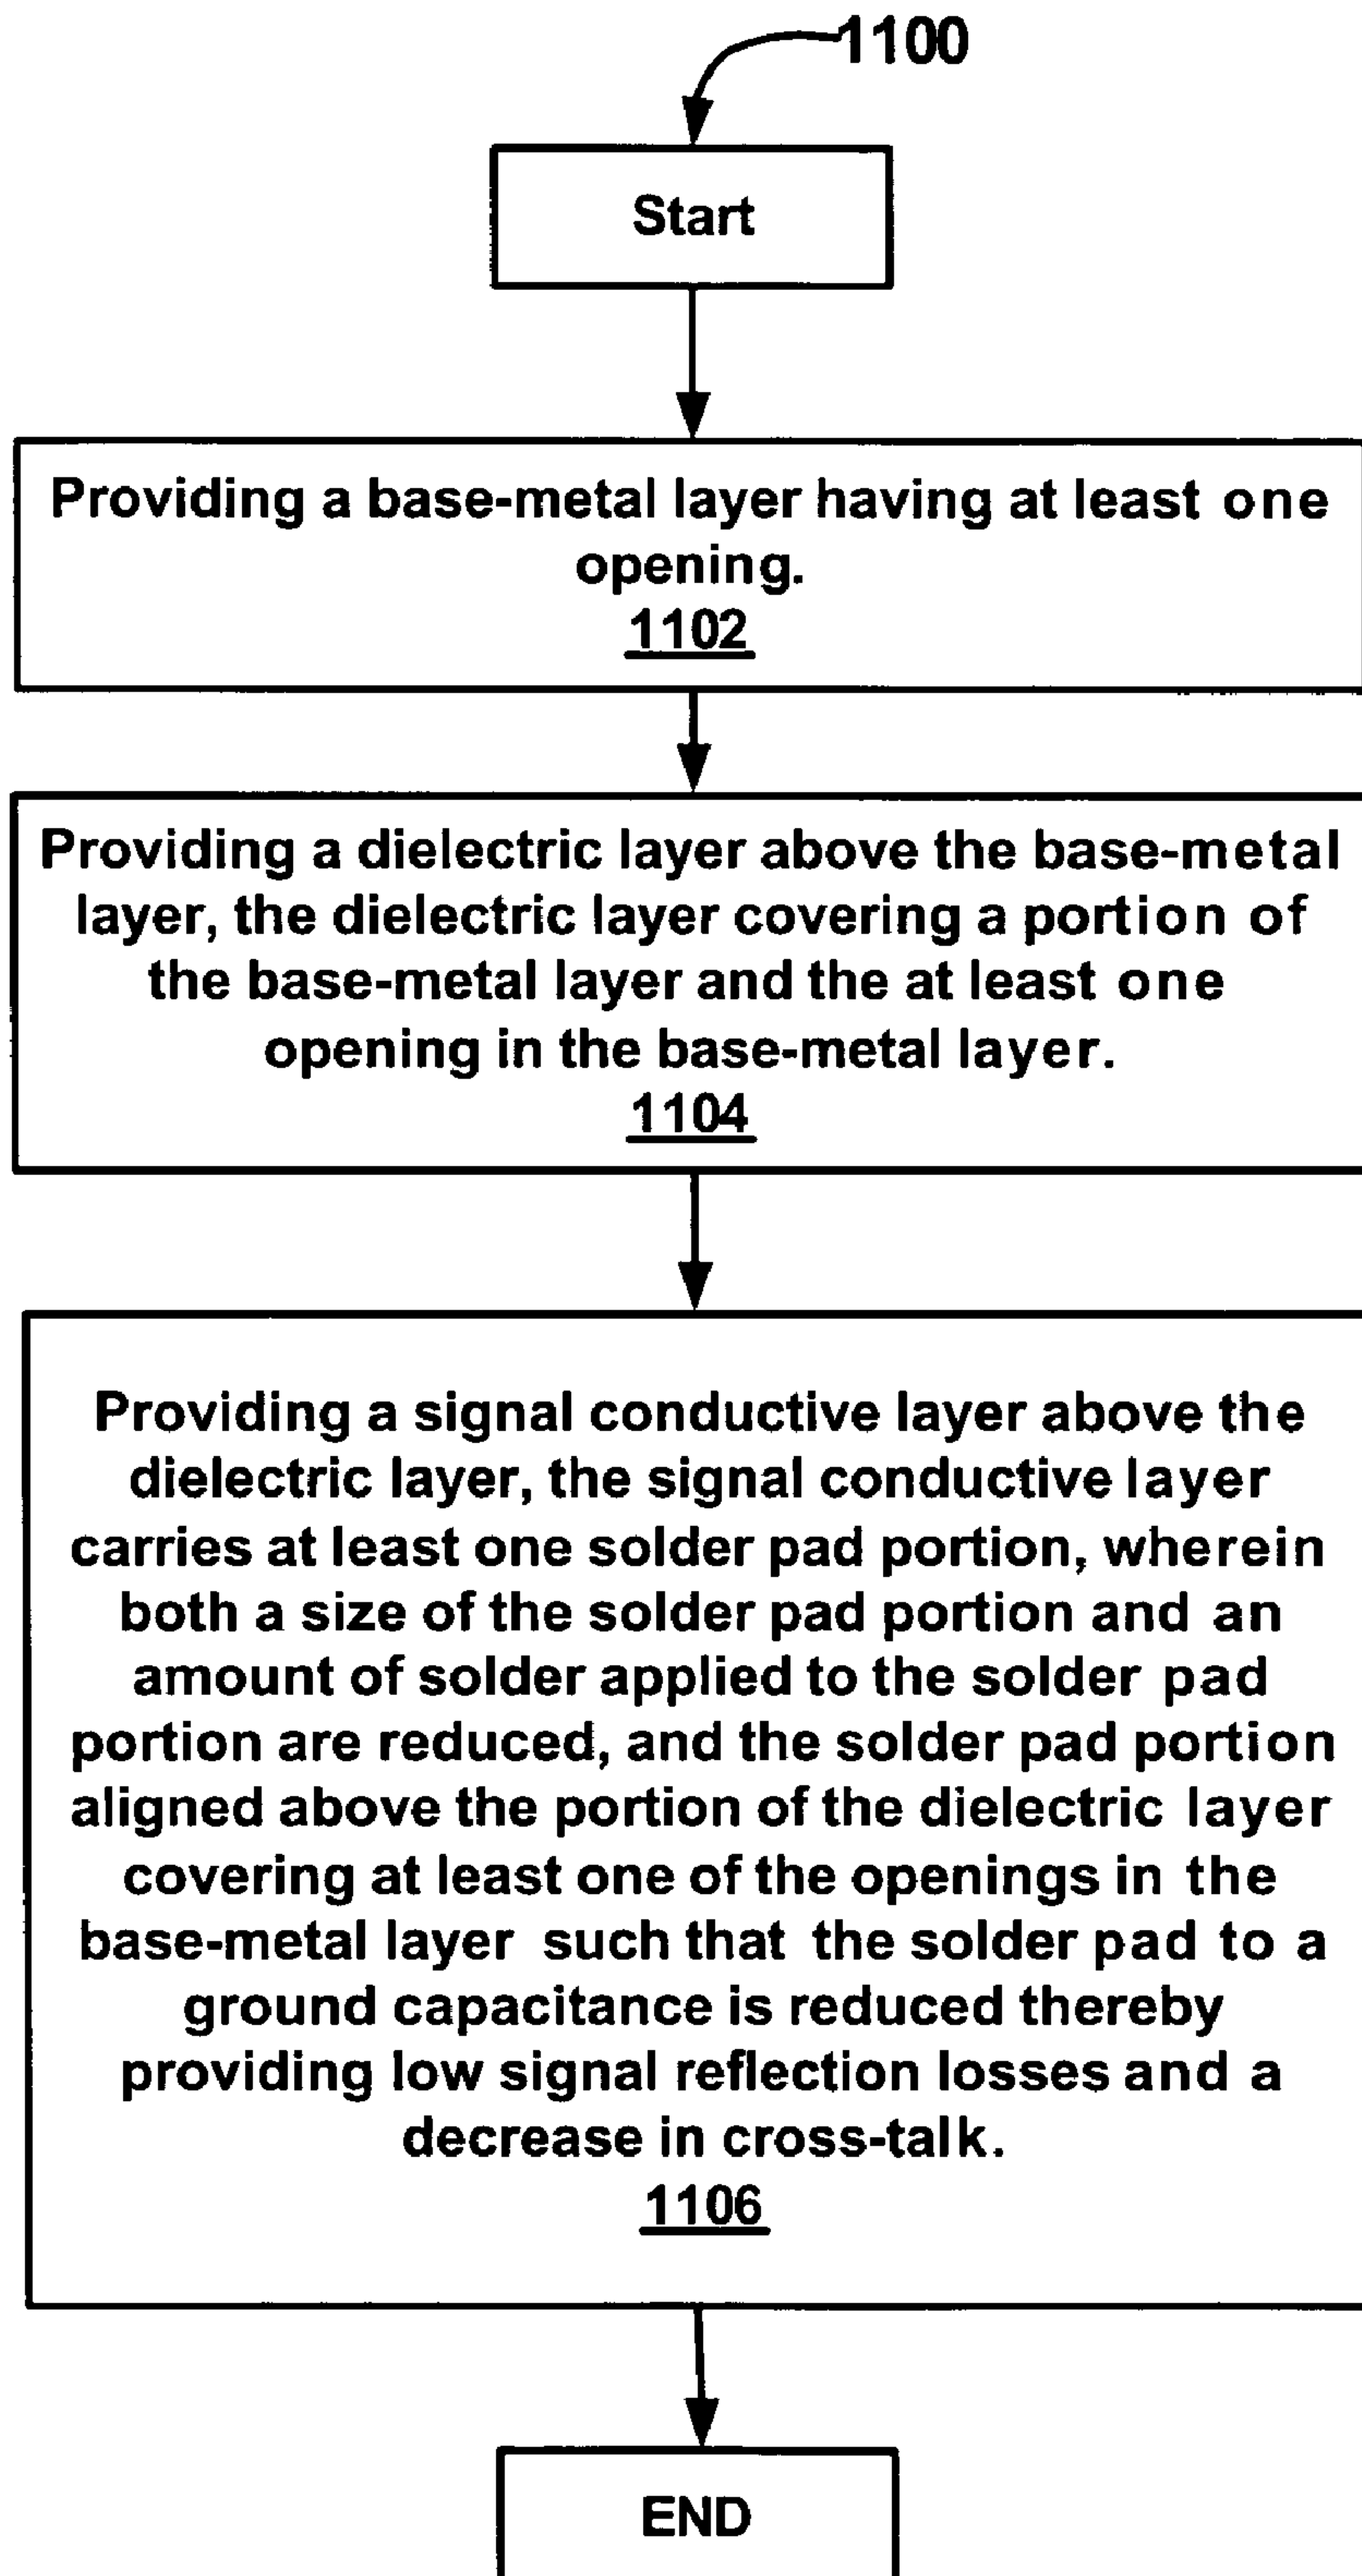 1100
Start
Providing a base-metal layer having at least one
opening.
1102
Providing a dielectric layer above the base-metal
layer, the dielectric layer covering a portion of
the base-metal layer and the at least one
opening in the base-metal layer.
1104
Providing a signal conductive layer above the
dielectric layer, the signal conductive layer
carries at least one solder pad portion, wherein
both a size of the solder pad portion and an
amount of solder applied to the solder pad
portion are reduced, and the solder pad portion
aligned above the portion of the dielectric layer
covering at least one of the openings in the
base-metal layer such that the solder pad to a
ground capacitance is reduced thereby
providing low signal reflection losses and a
decrease in cross-talk.
1106
END